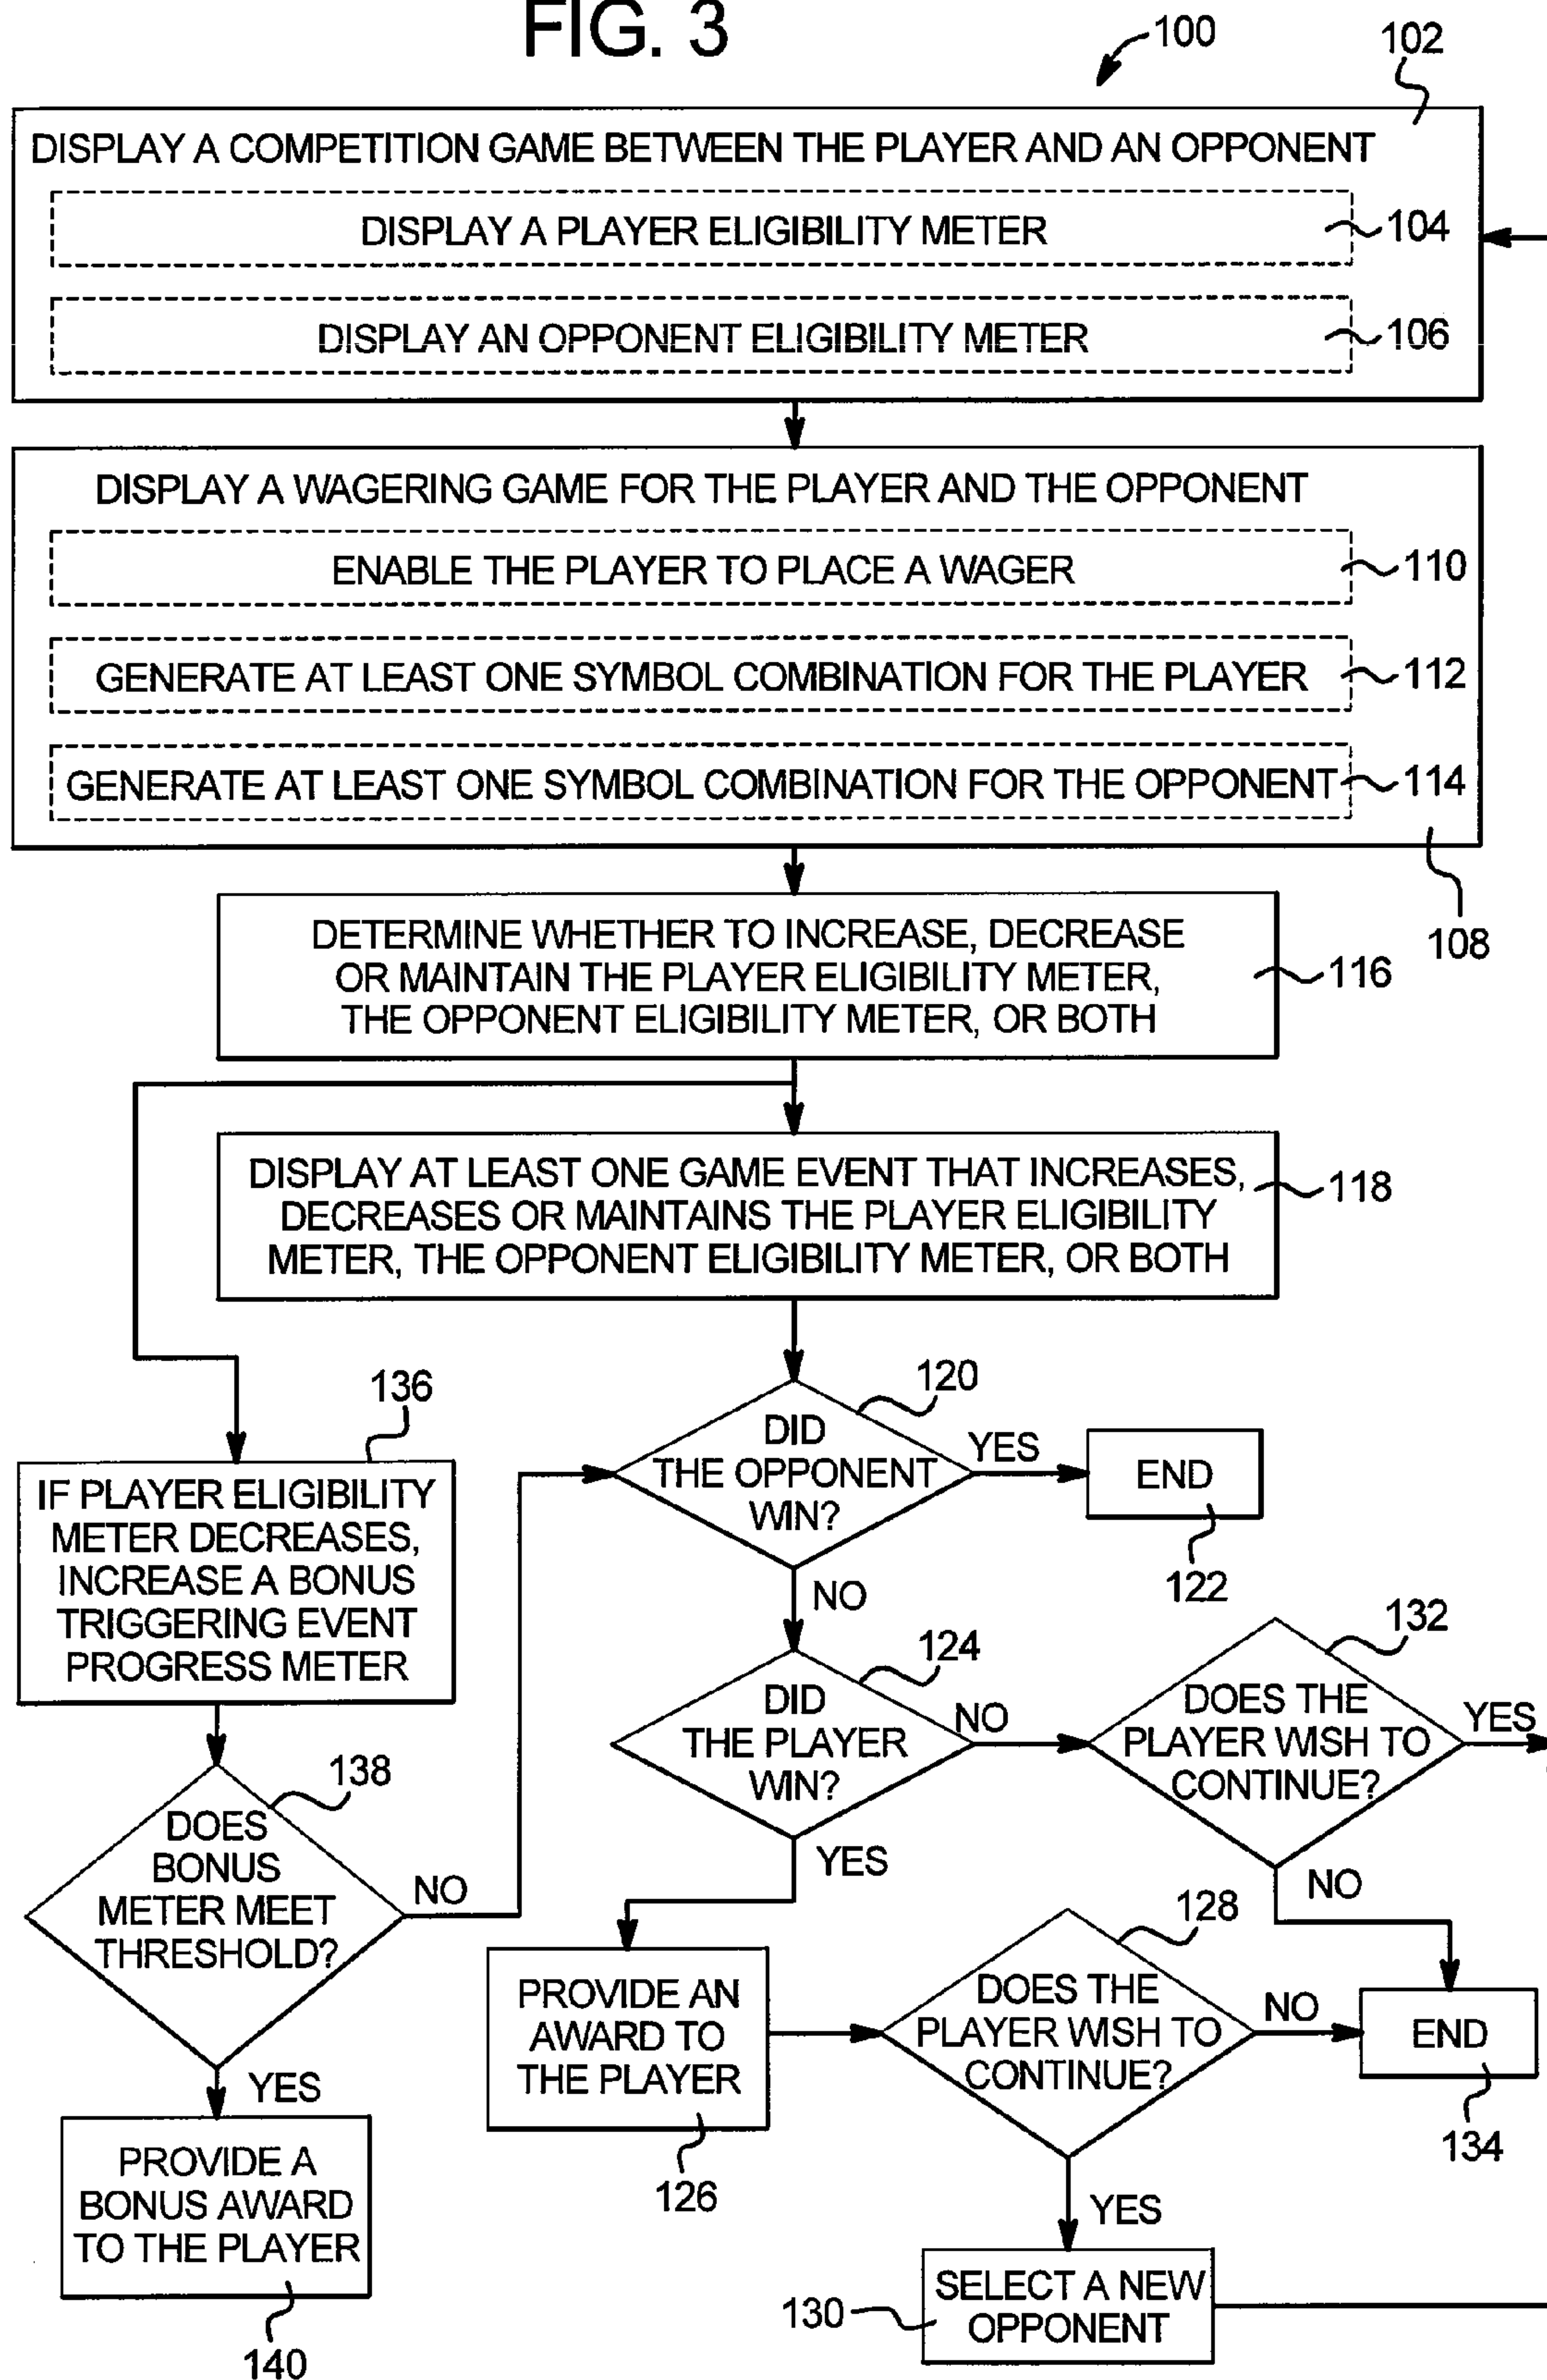 FIG. 3
100
102
DISPLAY A COMPETITION GAME BETWEEN THE PLAYER AND AN OPPONENT
DISPLAY A PLAYER ELIGIBILITY METER
104
DISPLAY AN OPPONENT ELIGIBILITY METER
106
DISPLAY A WAGERING GAME FOR THE PLAYER AND THE OPPONENT
ENABLE THE PLAYER TO PLACE A WAGER
110
GENERATE AT LEAST ONE SYMBOL COMBINATION FOR THE PLAYER
112
GENERATE AT LEAST ONE SYMBOL COMBINATION FOR THE OPPONENT
114
108
DETERMINE WHETHER TO INCREASE, DECREASE
OR MAINTAIN THE PLAYER ELIGIBILITY METER,
THE OPPONENT ELIGIBILITY METER, OR BOTH
116
DISPLAY AT LEAST ONE GAME EVENT THAT INCREASES,
DECREASES OR MAINTAINS THE PLAYER ELIGIBILITY
METER, THE OPPONENT ELIGIBILITY METER, OR BOTH
118
136
IF PLAYER ELIGIBILITY
METER DECREASES,
INCREASE A BONUS
TRIGGERING EVENT
PROGRESS METER
120
DID
THE OPPONENT
WIN?
YES
END
122
NO
124
DID
THE PLAYER
WIN?
NO
132
DOES THE
PLAYER WISH TO
CONTINUE?
YES
NO
138
DOES
BONUS
METER MEET
THRESHOLD?
NO
YES
PROVIDE A
BONUS AWARD
TO THE PLAYER
140
YES
PROVIDE AN
AWARD TO
THE PLAYER
126
128
DOES THE
PLAYER WISH TO
CONTINUE?
NO
END
134
YES
SELECT A NEW
OPPONENT
130